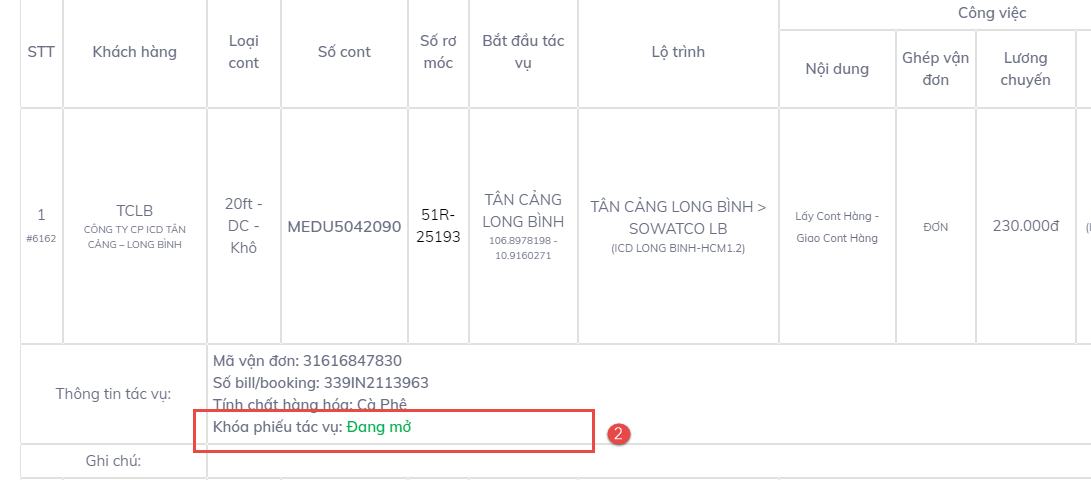 STT
Khách hàng
Loại
cont
Số cont
Số rơ
móc
Bắt đầu tác
vụ
Lộ trình
Công việc
Nội dung
Ghép vận
đơn
Lương
chuyến
1
#6162
TCLB
CÔNG TY CP ICD TÂN
CẢNG – LONG BÌNH
20ft -
DC -
Khô
MEDU5042090
51R-
25193
TÂN CẢNG
LONG BÌNH
106.8978198 -
10.9160271
TÂN CẢNG LONG BÌNH >
SOWATCO LB
(ICD LONG BINH-HCM1.2)
Lấy Cont Hàng -
Giao Cont Hàng
ĐƠN
230.000đ
Thông tin tác vụ:
Mã vận đơn: 31616847830
Số bill/booking: 339IN2113963
Tính chất hàng hóa: Cà Phê
Khóa phiếu tác vụ: Đang mở
2
Ghi chú: